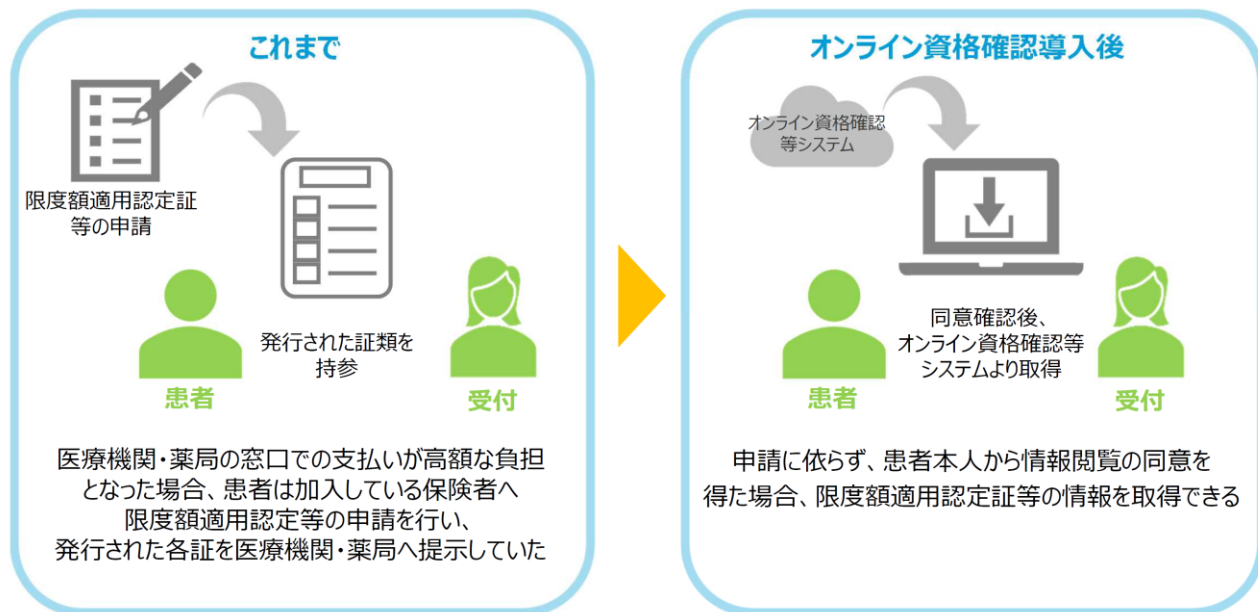 これまで
限度額適用認定証
等の申請
発行された証類を
持参
患者
受付
医療機関・薬局の窓口での支払いが高額な負担
となった場合、患者は加入している保険者へ
限度額適用認定等の申請を行い、
発行された各証を医療機関・薬局へ提示していた
オンライン資格確認導入後
オンライン資格確認
等システム
同意確認後、
オンライン資格確認等
システムより取得
患者
受付
申請に依らず、患者本人から情報閲覧の同意を
得た場合、限度額適用認定証等の情報を取得できる